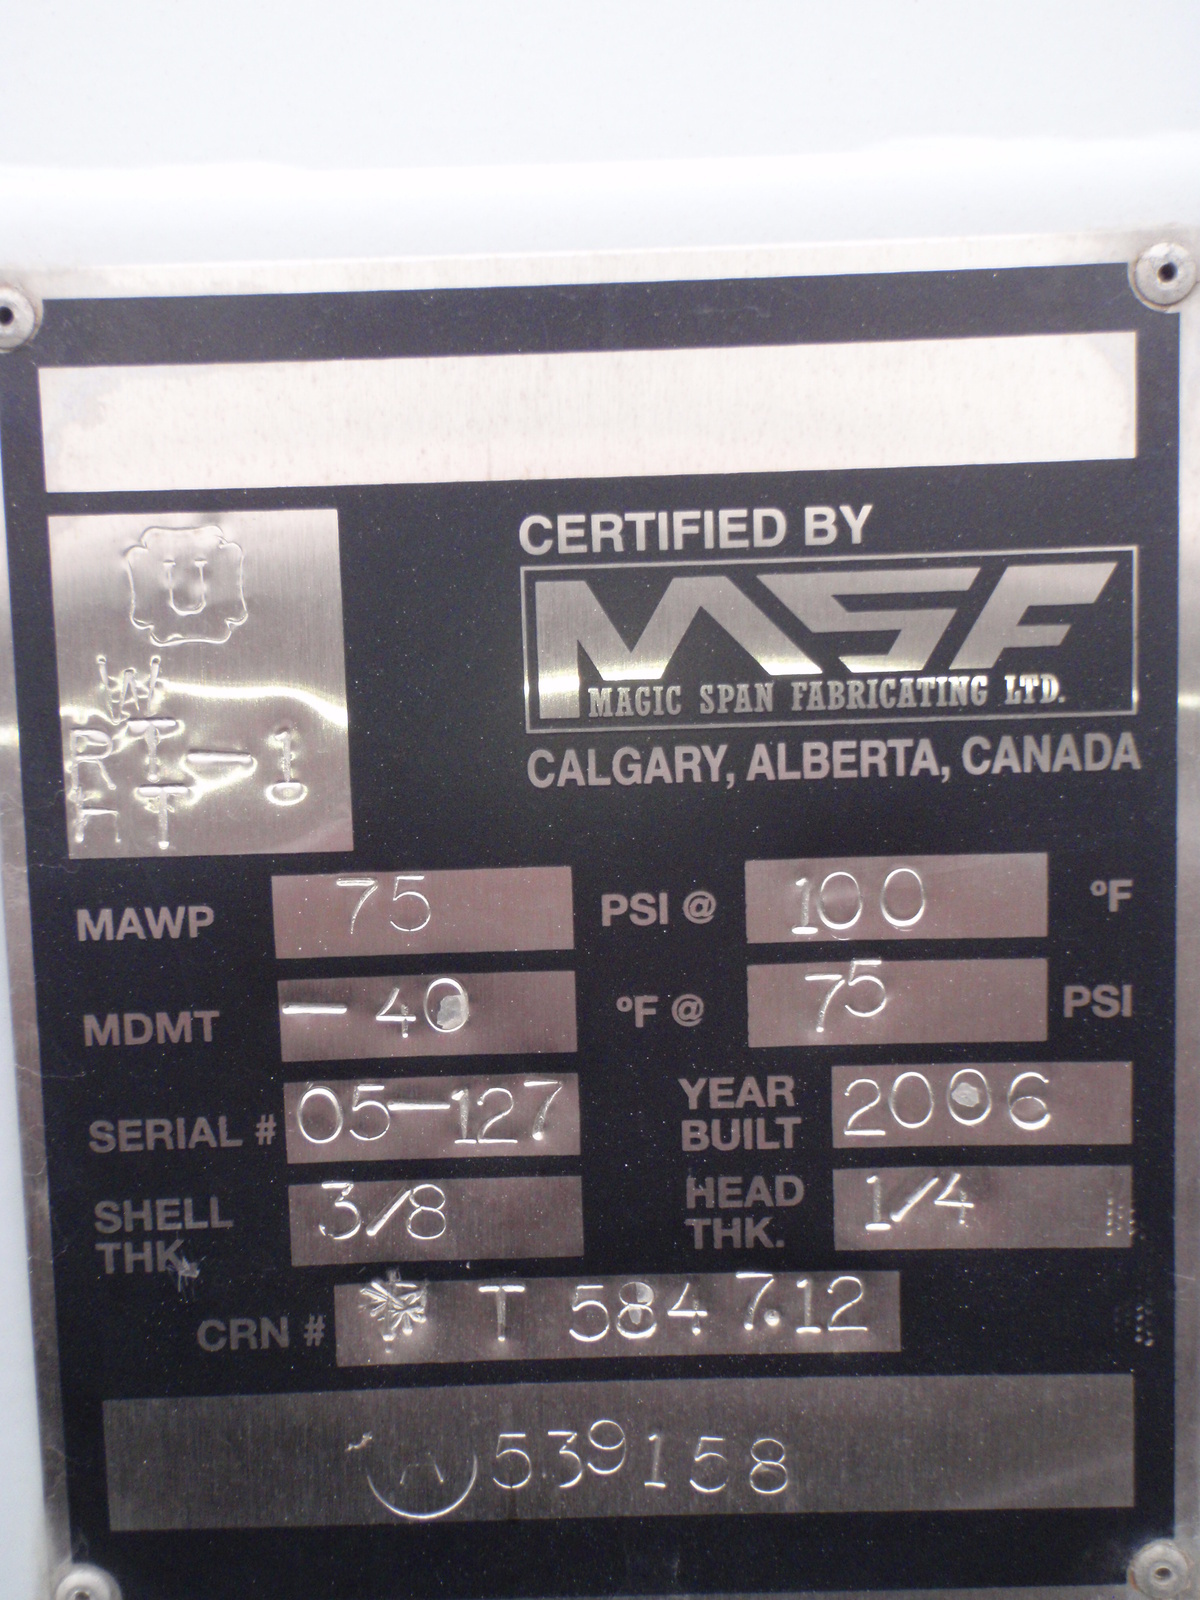 U
W
RT-1
HT
CERTIFIED BY
MSF
MAGIC SPAN FABRICATING LTD.
CALGARY, ALBERTA, CANADA
MAWP 75 PSI @ 100 ºF
MDMT -40 ºF @ 75 PSI
SERIAL # 05-127 YEAR BUILT 2006
SHELL THK. 3/8 HEAD THK. 1/4
CRN # T 5847.12
A 539158